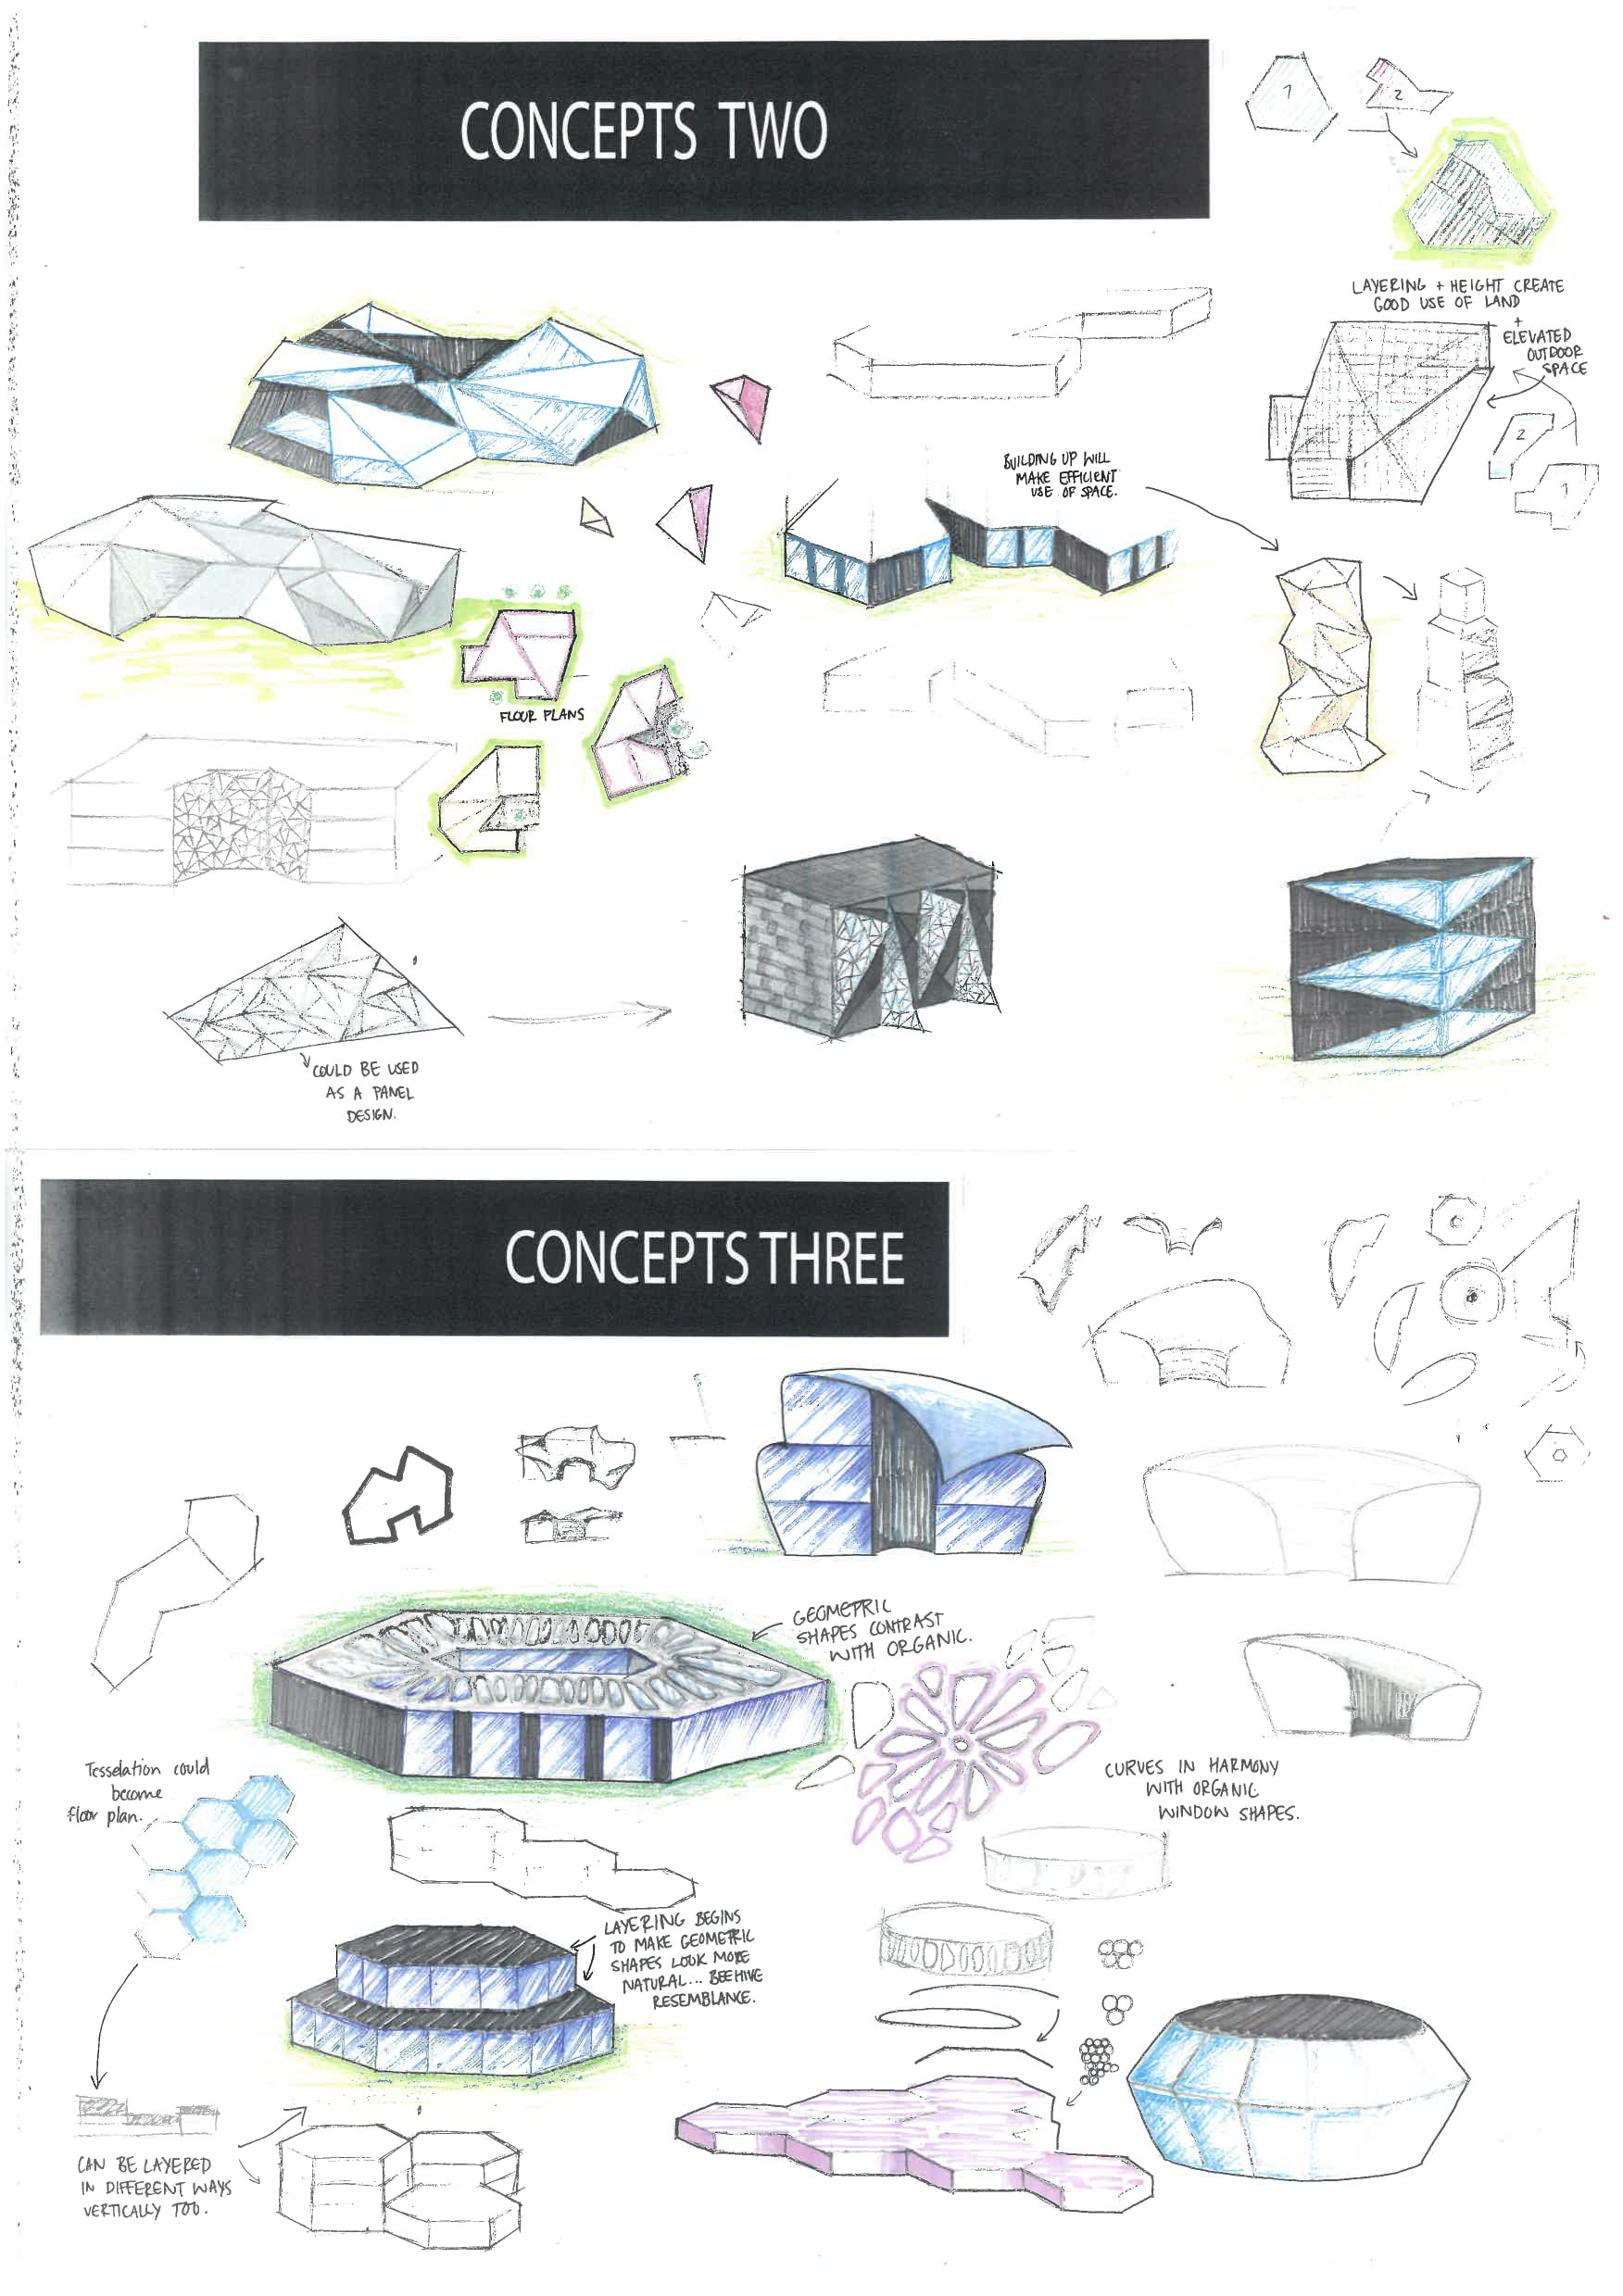 CONCEPTS TWO
1
2
LAYERING + HEIGHT CREATE
GOOD USE OF LAND
+
ELEVATED
OUTDOOR
SPACE
2
1
BUILDING UP WILL
MAKE EFFICIENT
USE OF SPACE.
FLOUR PLANS
COULD BE USED
AS A PANEL
DESIGN.
CONCEPTS THREE
GEOMETRIC
SHAPES CONTRAST
WITH ORGANIC.
CURVES IN HARMONY
WITH ORGANIC
WINDOW SHAPES.
Tesselation could
become
floor plan.
LAYERING BEGINS
TO MAKE GEOMETRIC
SHAPES LOOK MORE
NATURAL... BEEHIVE
RESEMBLANCE.
CAN BE LAYERED
IN DIFFERENT WAYS
VERTICALLY TOO.